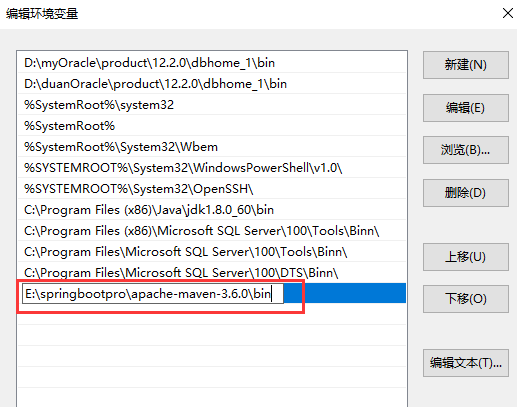 编辑环境变量
D:\myOracle\product\12.2.0\dbhome_1\bin
D:\duanOracle\product\12.2.0\dbhome_1\bin
%SystemRoot%\system32
%SystemRoot%
%SystemRoot%\System32\Wbem
%SYSTEMROOT%\System32\WindowsPowerShell\v1.0\
%SYSTEMROOT%\System32\OpenSSH\
C:\Program Files (x86)\Java\jdk1.8.0_60\bin
C:\Program Files (x86)\Microsoft SQL Server\100\Tools\Binn\
C:\Program Files\Microsoft SQL Server\100\Tools\Binn\
C:\Program Files\Microsoft SQL Server\100\DTS\Binn\
E:\springbootpro\apache-maven-3.6.0\bin
新建(N)
编辑(E)
浏览(B)...
删除(D)
上移(U)
下移(O)
编辑文本(T)...